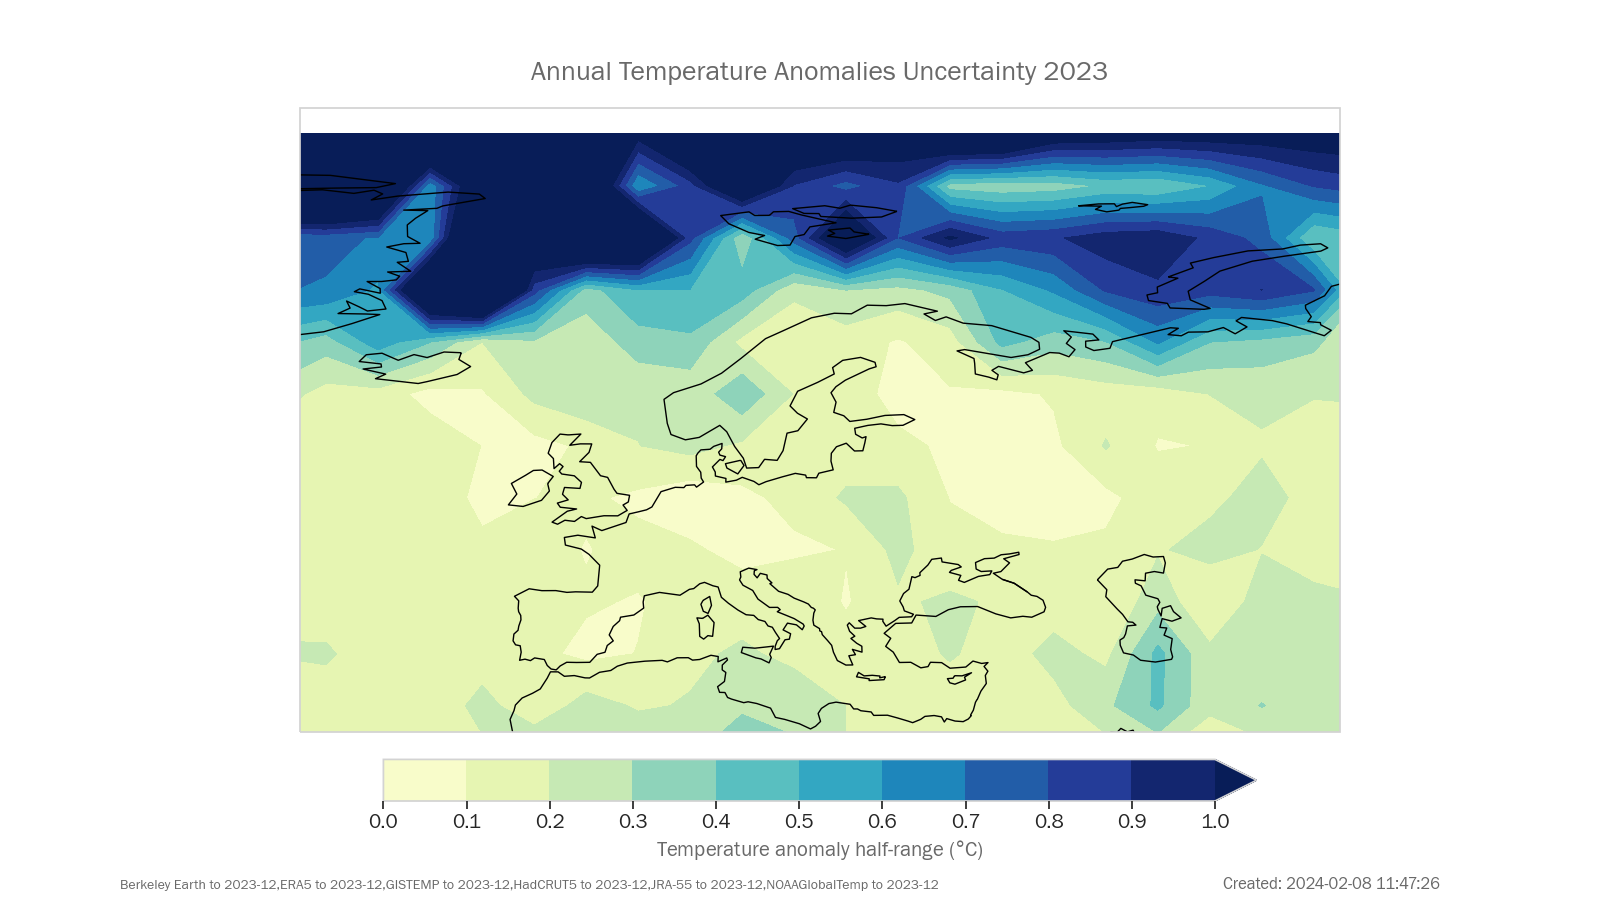 Annual Temperature Anomalies Uncertainty 2023
0.0 0.1 0.2 0.3 0.4 0.5 0.6 0.7 0.8 0.9 1.0
Temperature anomaly half-range (°C)
Berkeley Earth to 2023-12,ERA5 to 2023-12,GISTEMP to 2023-12,HadCRUT5 to 2023-12,JRA-55 to 2023-12,NOAAGlobalTemp to 2023-12
Created: 2024-02-08 11:47:26